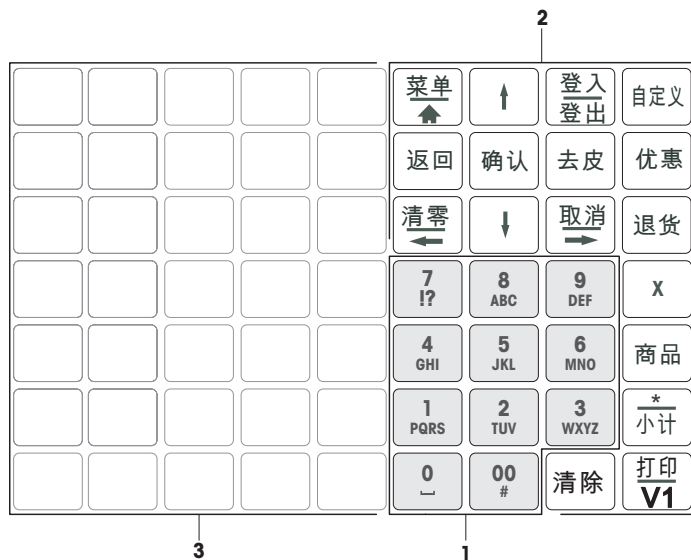 2
菜单
登入
登出
自定义
返回
确认
去皮
优惠
清零
取消
退货
7
!?
8
ABC
9
DEF
X
4
GHI
5
JKL
6
MNO
商品
1
PQRS
2
TUV
3
WXYZ
*
小计
0
00
#
清除
打印
V1
3
1